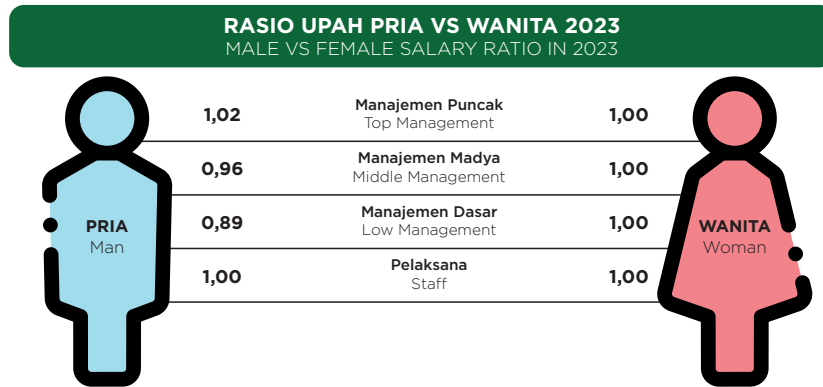 RASIO UPAH PRIA VS WANITA 2023
MALE VS FEMALE SALARY RATIO IN 2023
1,02
Manajemen Puncak
Top Management
1,00
0,96
Manajemen Madya
Middle Management
1,00
0,89
Manajemen Dasar
Low Management
1,00
1,00
Pelaksana
Staff
1,00
PRIA
Man
WANITA
Woman